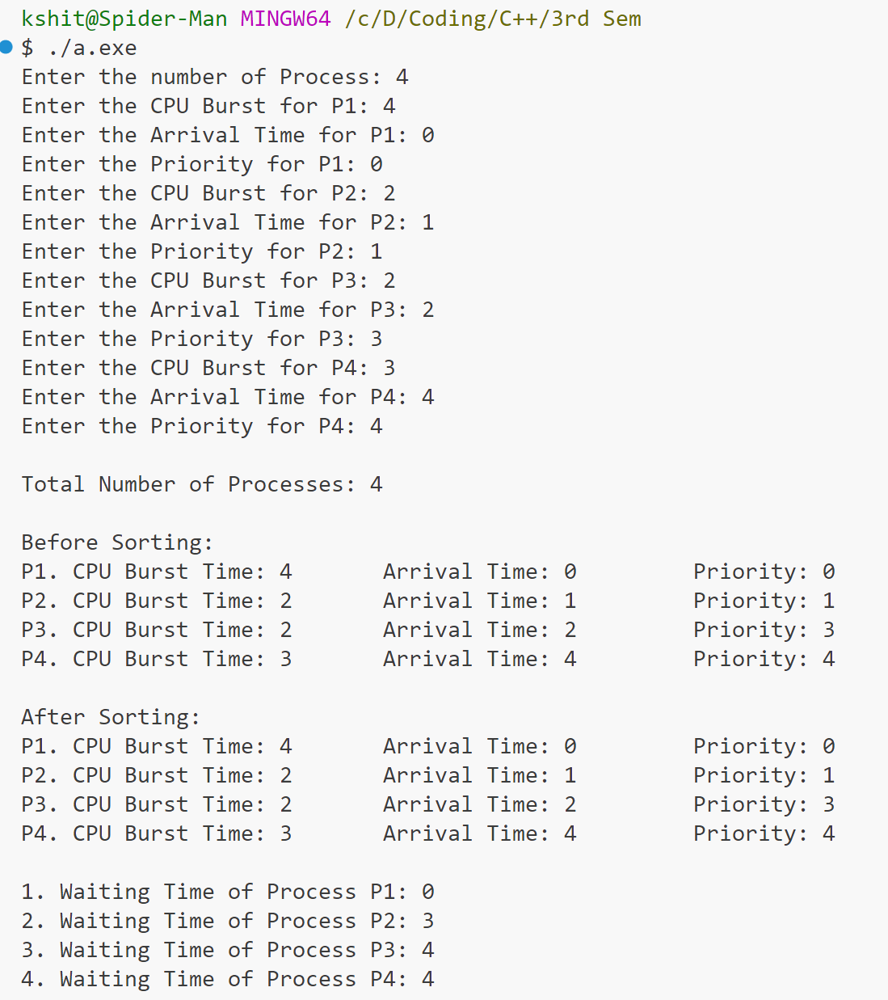 kshit@Spider-Man MINGW64 /c/D/Coding/C++/3rd Sem
$ ./a.exe
Enter the number of Process: 4
Enter the CPU Burst for P1: 4
Enter the Arrival Time for P1: 0
Enter the Priority for P1: 0
Enter the CPU Burst for P2: 2
Enter the Arrival Time for P2: 1
Enter the Priority for P2: 1
Enter the CPU Burst for P3: 2
Enter the Arrival Time for P3: 2
Enter the Priority for P3: 3
Enter the CPU Burst for P4: 3
Enter the Arrival Time for P4: 4
Enter the Priority for P4: 4

Total Number of Processes: 4

Before Sorting:
P1. CPU Burst Time: 4       Arrival Time: 0         Priority: 0
P2. CPU Burst Time: 2       Arrival Time: 1         Priority: 1
P3. CPU Burst Time: 2       Arrival Time: 2         Priority: 3
P4. CPU Burst Time: 3       Arrival Time: 4         Priority: 4

After Sorting:
P1. CPU Burst Time: 4       Arrival Time: 0         Priority: 0
P2. CPU Burst Time: 2       Arrival Time: 1         Priority: 1
P3. CPU Burst Time: 2       Arrival Time: 2         Priority: 3
P4. CPU Burst Time: 3       Arrival Time: 4         Priority: 4

1. Waiting Time of Process P1: 0
2. Waiting Time of Process P2: 3
3. Waiting Time of Process P3: 4
4. Waiting Time of Process P4: 4